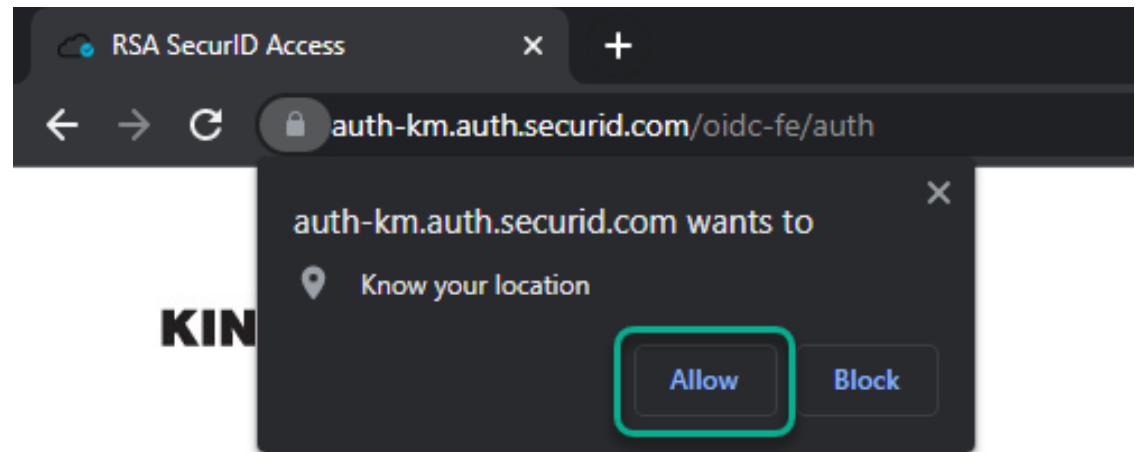 RSA SecurID Access
auth-km.auth.securid.com/oidc-fe/auth
auth-km.auth.securid.com wants to
Know your location
KIN
Allow
Block